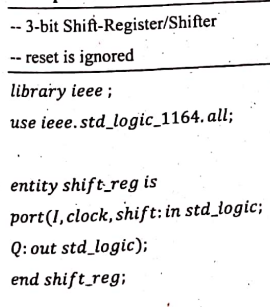 -- 3-bit Shift-Register/Shifter
-- reset is ignored
library ieee ;
use ieee.std_logic_1164.all;
entity shift_reg is
port(I,clock,shift: in std_logic;
Q: out std_logic);
end shift_reg;